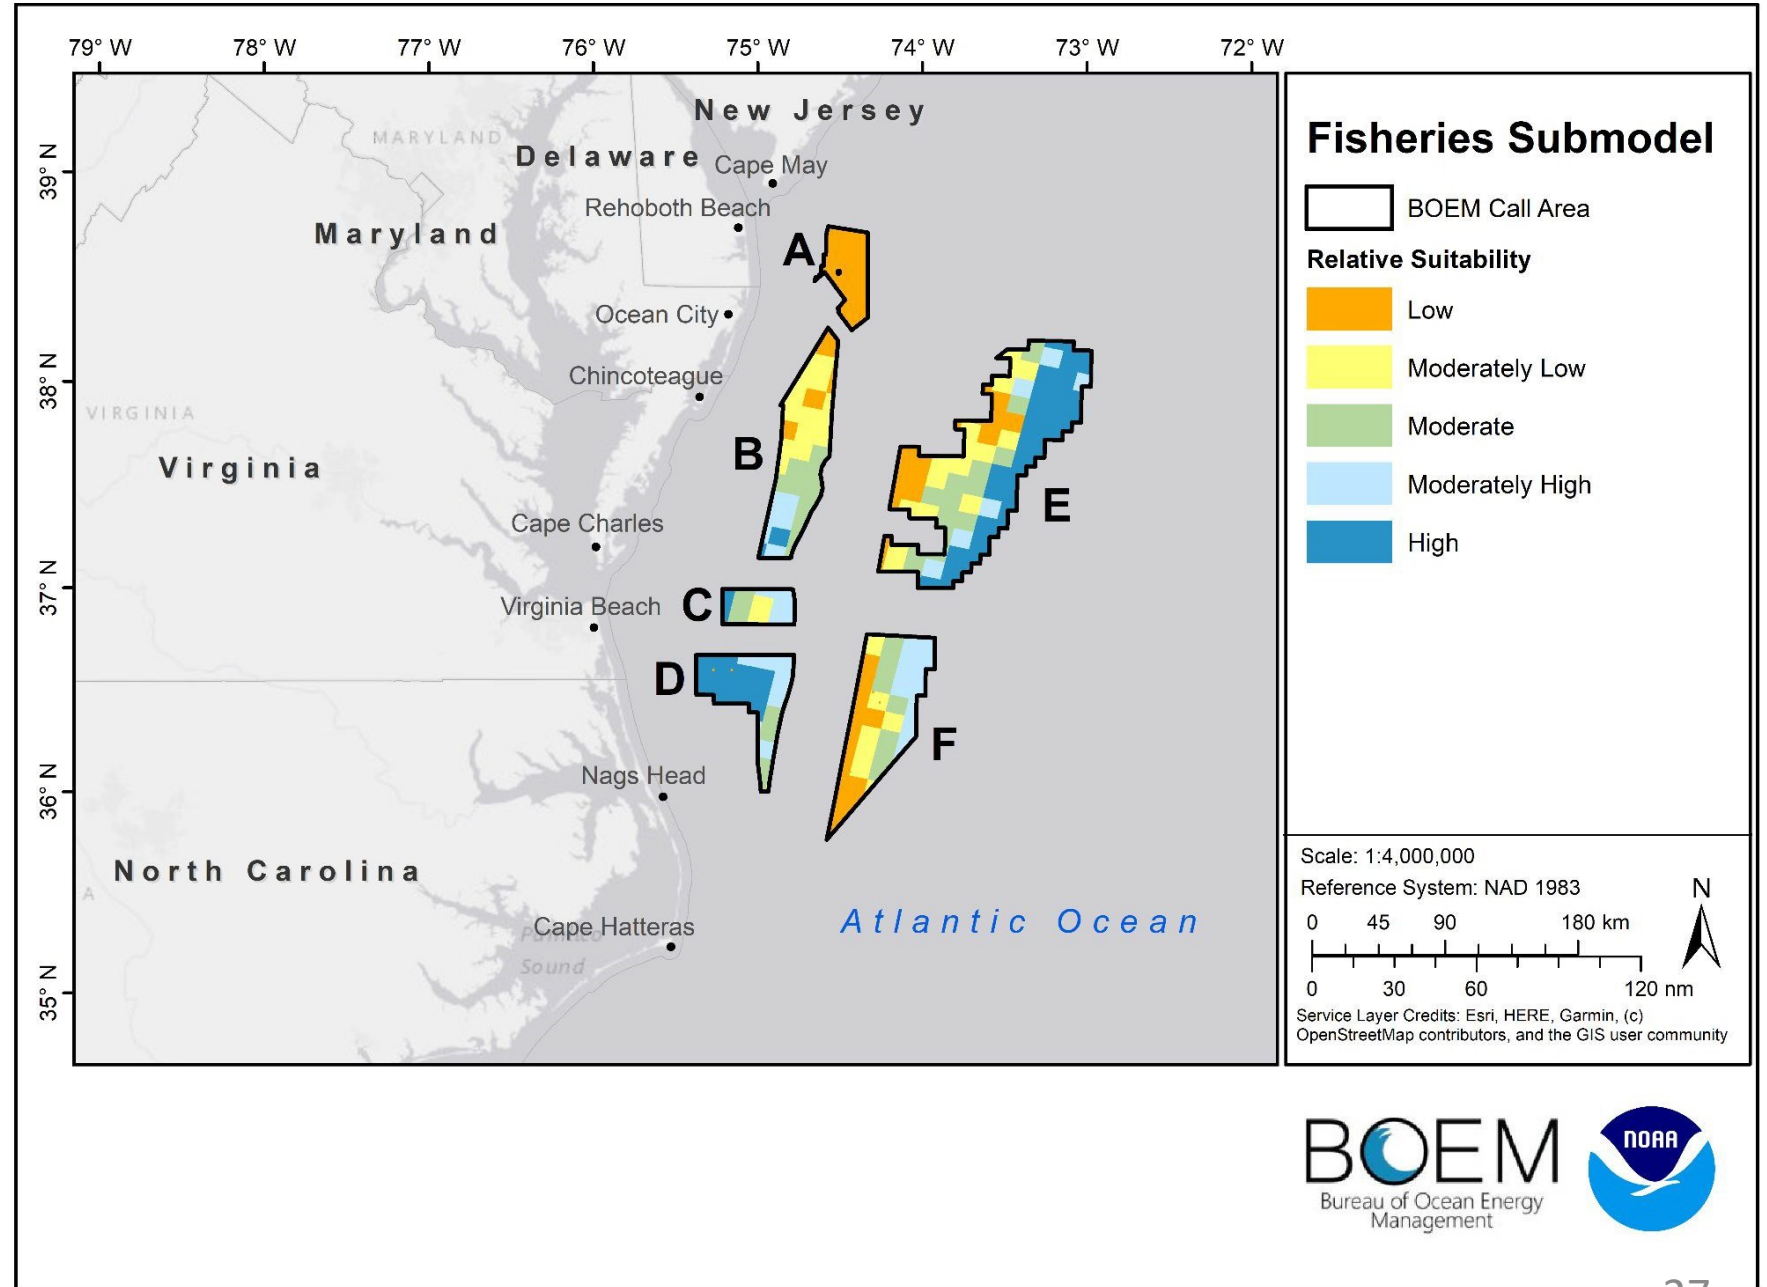 79° W 78° W 77° W 76° W 75° W 74° W 73° W 72° W
39° N
38° N
37° N
36° N
35° N
New Jersey
MARYLAND
Delaware
Cape May
Rehoboth Beach
Maryland
A
Ocean City
Chincoteague
VIRGINIA
B
Virginia
E
Cape Charles
Virginia Beach
C
D
F
Nags Head
North Carolina
A
Cape Hatteras
Sound
Atlantic Ocean
Fisheries Submodel
BOEM Call Area
Relative Suitability
Low
Moderately Low
Moderate
Moderately High
High
Scale: 1:4,000,000
Reference System: NAD 1983
N
0 45 90 180 km
0 30 60 120 nm
Service Layer Credits: Esri, HERE, Garmin, (c)
OpenStreetMap contributors, and the GIS user community
BOEM
Bureau of Ocean Energy
Management
NOAA